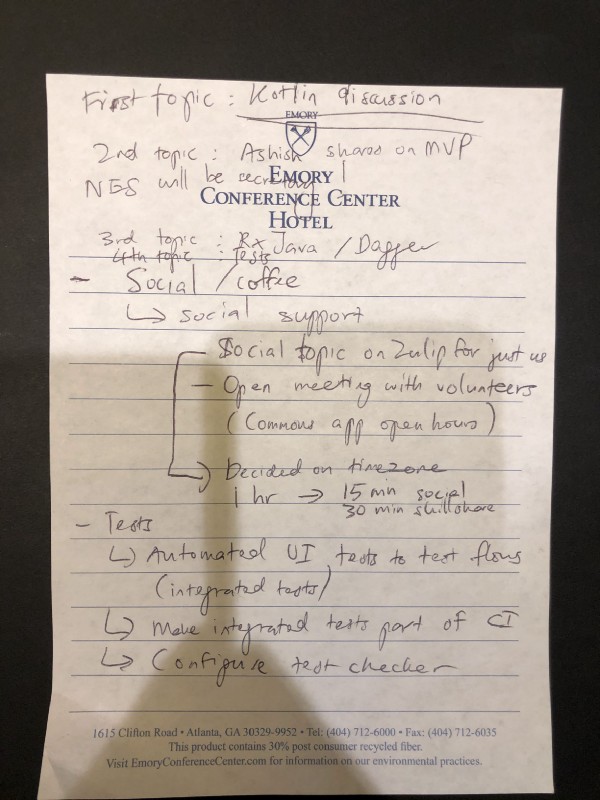 First topic : Kotlin discussion
EMORY
2nd topic : Ashish shares on MVP
NES will be secretary
EMORY
CONFERENCE CENTER
HOTEL
3rd topic : Rx Java / Dagger
4th topic : Tests
- Social / coffee
↳ social support
Social topic on Zulip for just us
- Open meeting with volunteers
(Commons app open hours)
Decided on timezone
1 hr → 15 min social
30 min skillshare
- Tests
↳ Automated UI tests to test flows
(integrated tests)
↳ Make integrated tests part of CI
↳ Configure test checker
1615 Clifton Road • Atlanta, GA 30329-9952 • Tel: (404) 712-6000 • Fax: (404) 712-6035
This product contains 30% post consumer recycled fiber.
Visit EmoryConferenceCenter.com for information on our environmental practices.